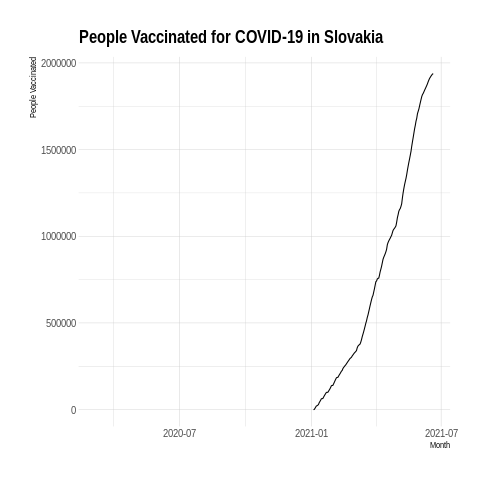 People Vaccinated for COVID-19 in Slovakia
People Vaccinated
2000000
1500000
1000000
500000
0
2020-07
2021-01
2021-07
Month